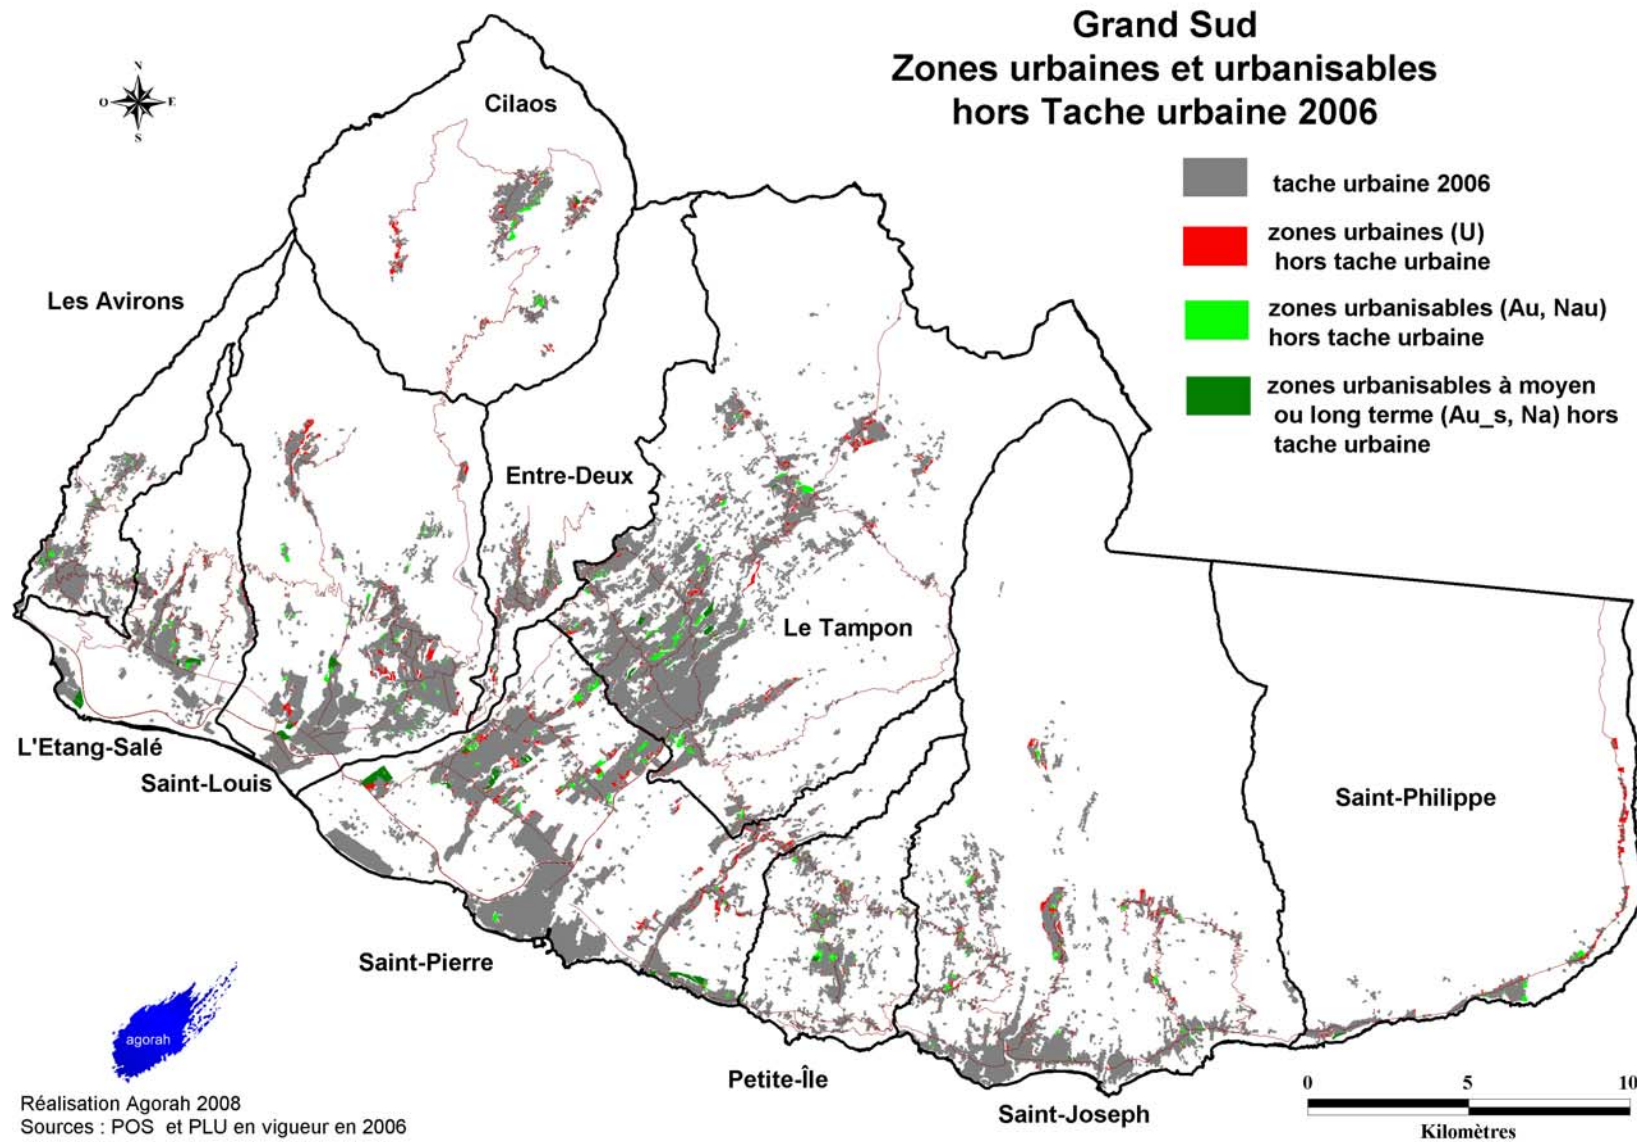 Grand Sud
Zones urbaines et urbanisables
hors Tache urbaine 2006
N
O
E
S
Cilaos
tache urbaine 2006
zones urbaines (U)
hors tache urbaine
zones urbanisables (Au, Nau)
hors tache urbaine
zones urbanisables à moyen
ou long terme (Au_s, Na) hors
tache urbaine
Les Avirons
Entre-Deux
Le Tampon
L'Etang-Salé
Saint-Louis
Saint-Philippe
Saint-Pierre
agorah
Petite-Île
Saint-Joseph
0 5 10
Kilomètres
Réalisation Agorah 2008
Sources : POS et PLU en vigueur en 2006